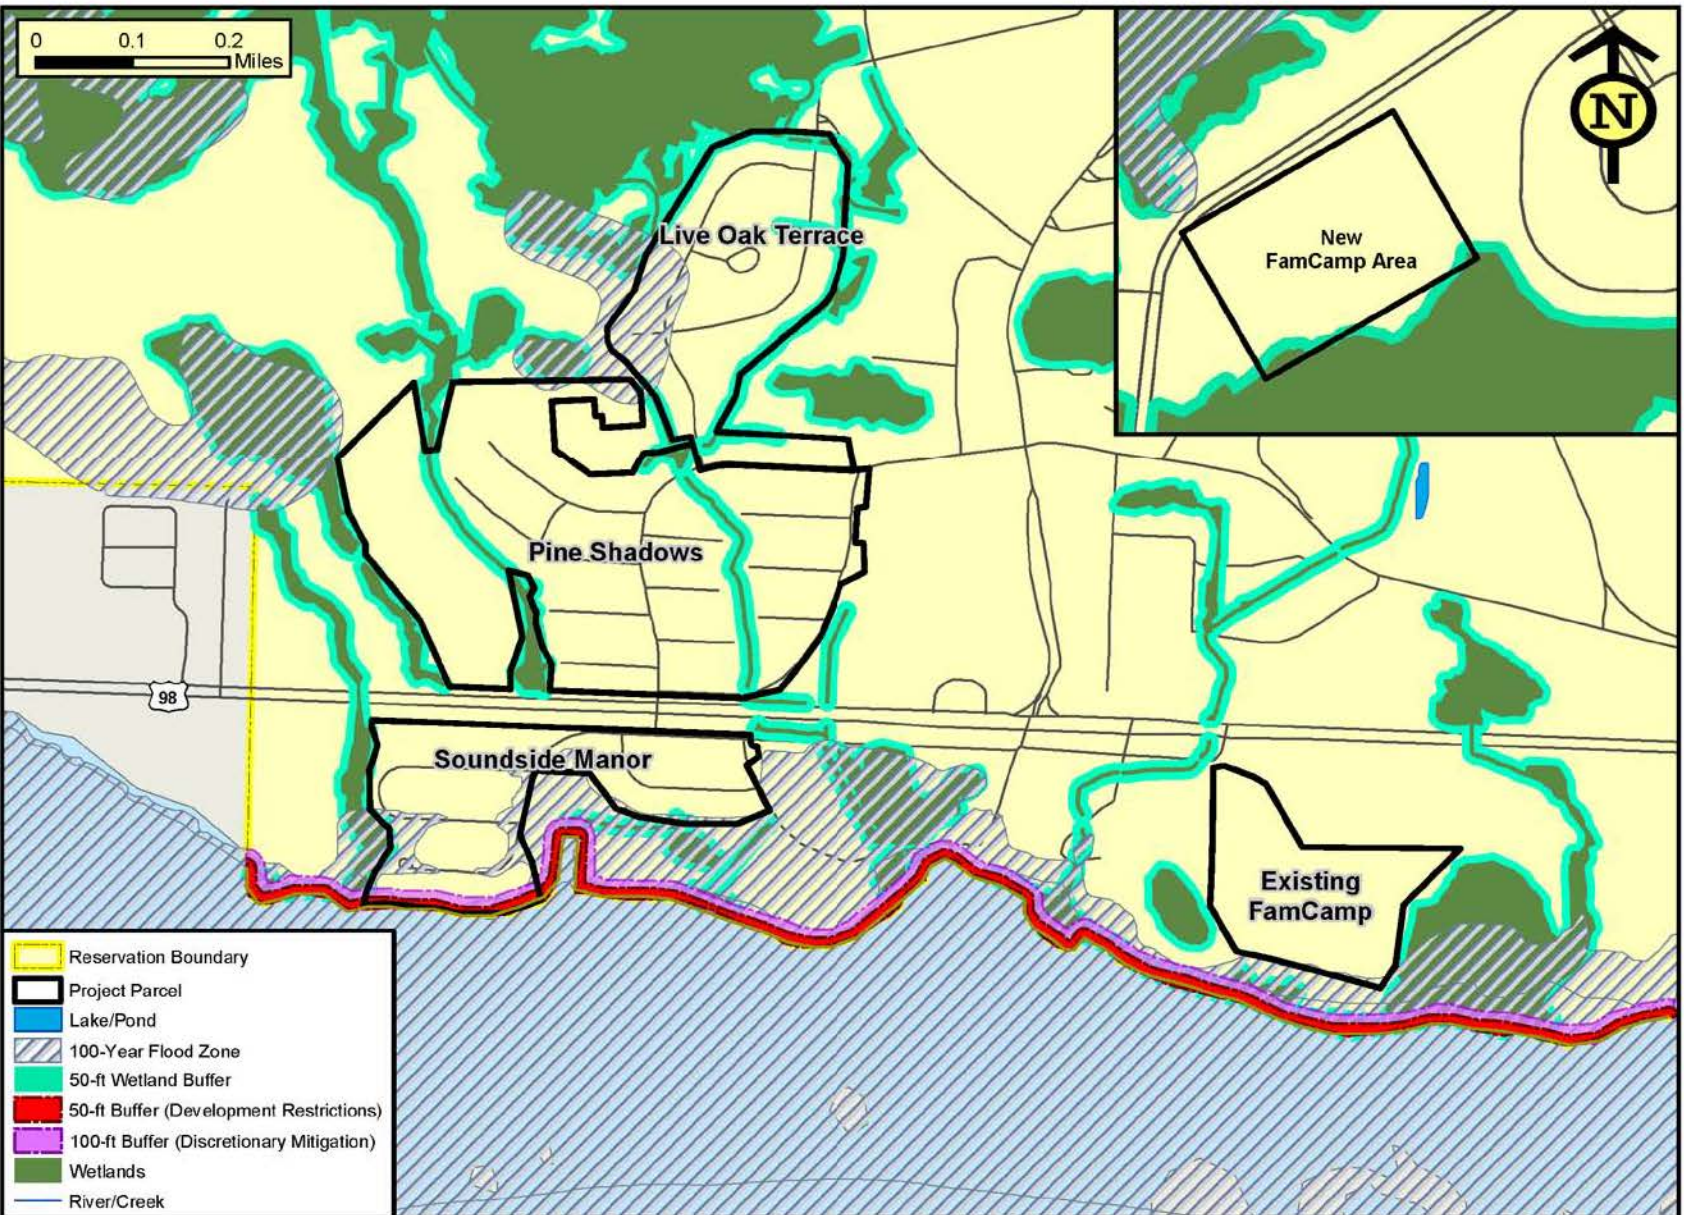 0 0.1 0.2
Miles
N
New
FamCamp Area
Live Oak Terrace
Pine Shadows
98
Soundside Manor
Existing
FamCamp
Reservation Boundary
Project Parcel
Lake/Pond
100-Year Flood Zone
50-ft Wetland Buffer
50-ft Buffer (Development Restrictions)
100-ft Buffer (Discretionary Mitigation)
Wetlands
River/Creek